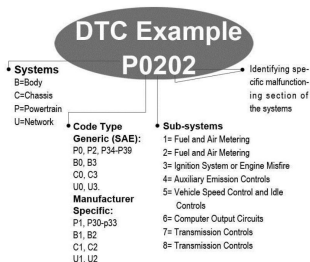 DTC Example
P0202
Systems
B=Body
C=Chassis
P=Powertrain
U=Network
Identifying spe-
cific malfunction-
ing section of
the systems
Code Type
Generic (SAE):
P0, P2, P34-P39
B0, B3
C0, C3
U0, U3.
Manufacturer
Specific:
P1, P30-p33
B1, B2
C1, C2
U1, U2
Sub-systems
1= Fuel and Air Metering
2= Fuel and Air Metering
3= Ignition System or Engine Misfire
4= Auxiliary Emission Controls
5= Vehicle Speed Control and Idle
Controls
6= Computer Output Circuits
7= Transmission Controls
8= Transmission Controls